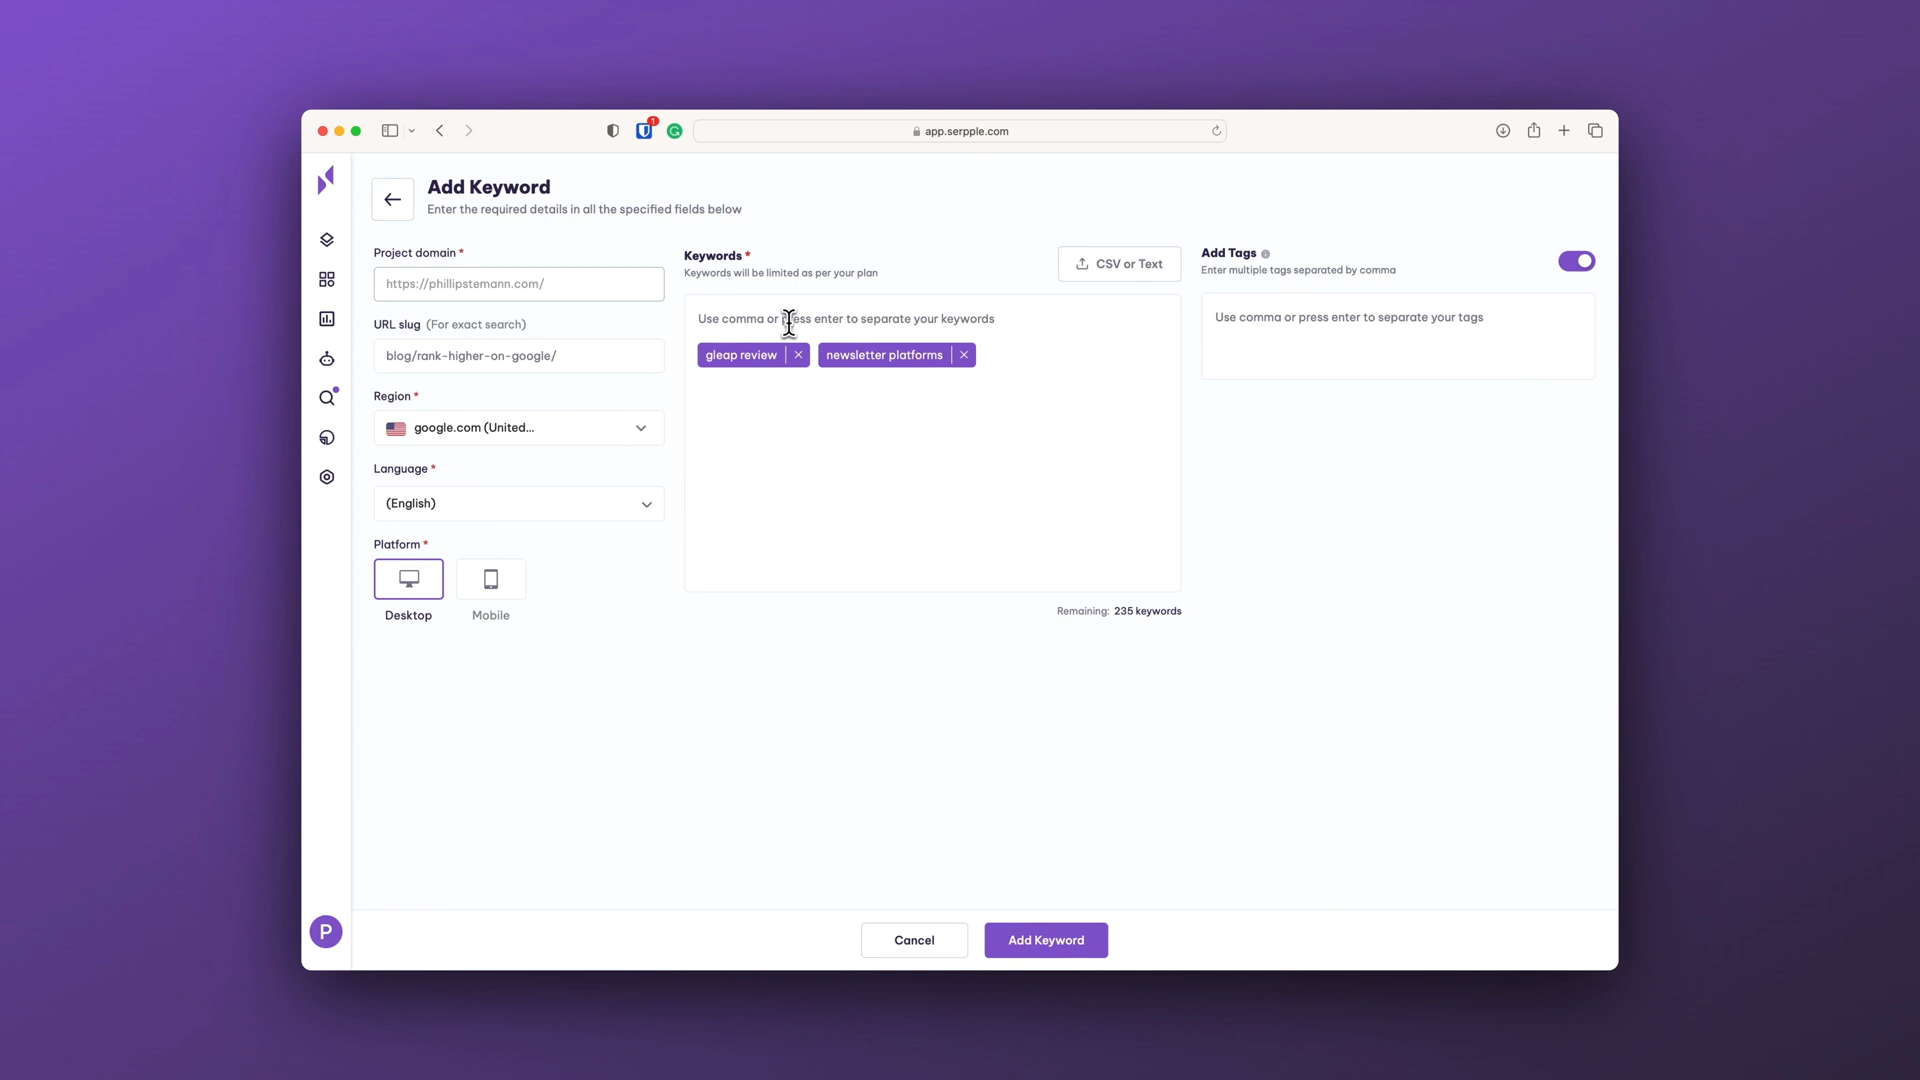 1
app.serpple.com
Add Keyword
Enter the required details in all the specified fields below
Project domain *
https://phillipstemann.com/
URL slug (For exact search)
blog/rank-higher-on-google/
Region *
google.com (United...
Language *
(English)
Platform *
Desktop
Mobile
Keywords *
Keywords will be limited as per your plan
CSV or Text
Use comma or press enter to separate your keywords
gleap review
newsletter platforms
Remaining: 235 keywords
Add Tags
Enter multiple tags separated by comma
Use comma or press enter to separate your tags
P
Cancel
Add Keyword